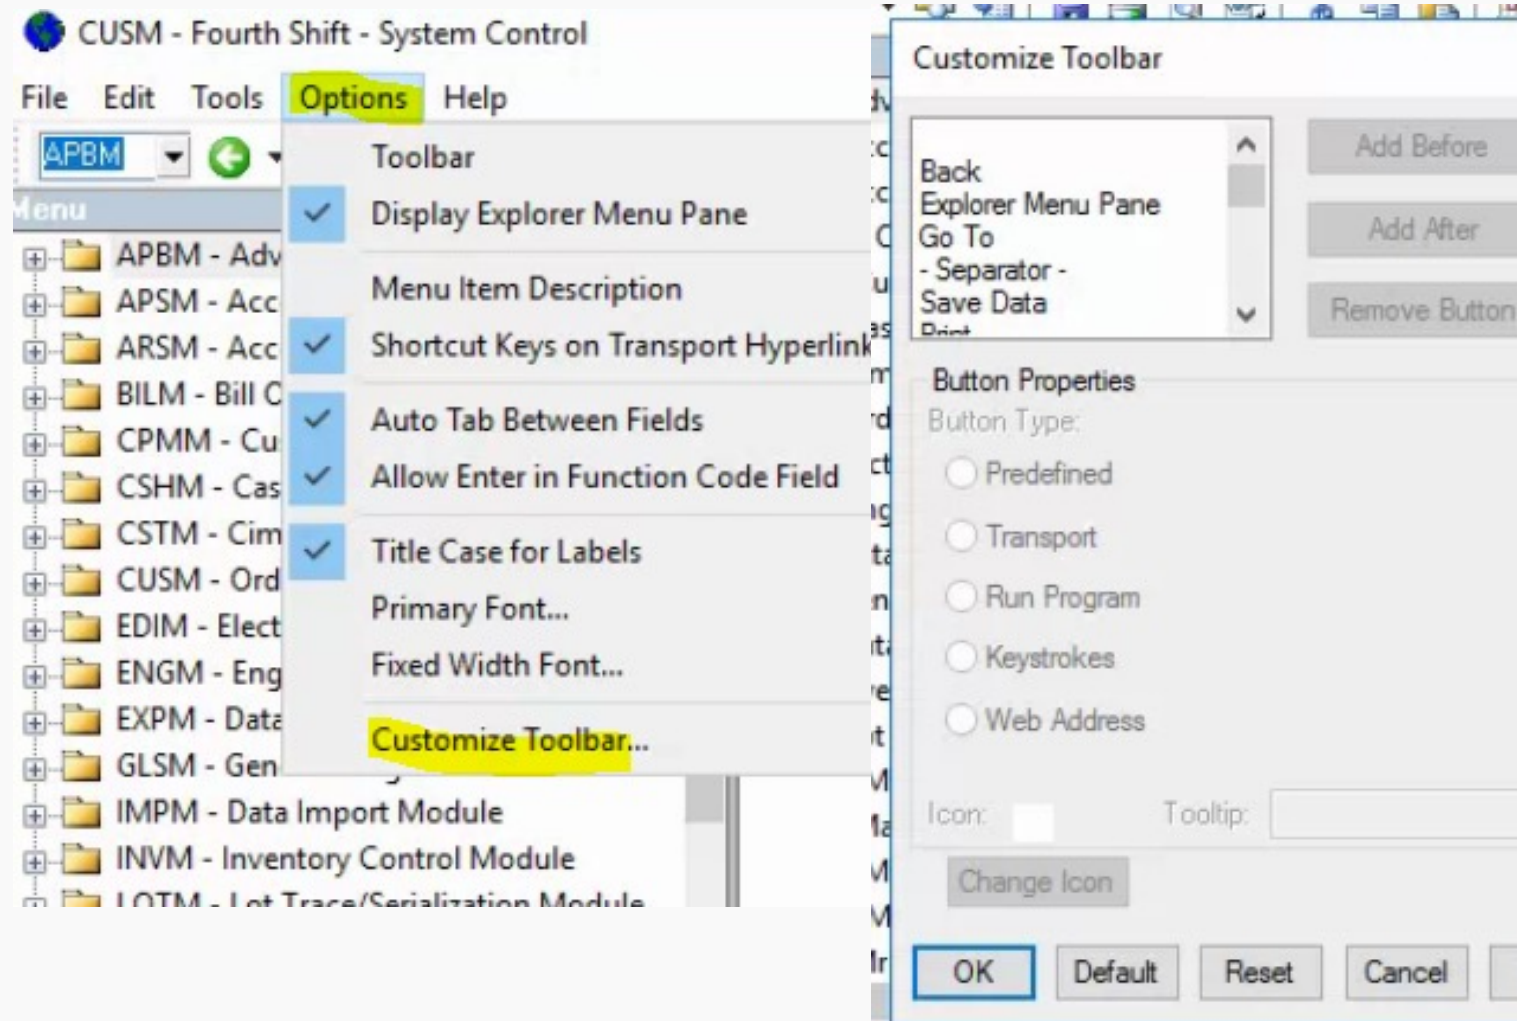 CUSM - Fourth Shift - System Control
File Edit Tools Options Help
APBM
Menu
APBM - Adv
APSM - Acc
ARSM - Acc
BILM - Bill O
CPMM - Cu
CSHM - Cas
CSTM - Cim
CUSM - Ord
EDIM - Elect
ENGM - Eng
EXPM - Data
GLSM - Gen
IMPM - Data Import Module
INVM - Inventory Control Module
LOTM - Lot Trace/Serialization Module
Toolbar
Display Explorer Menu Pane
Menu Item Description
Shortcut Keys on Transport Hyperlink
Auto Tab Between Fields
Allow Enter in Function Code Field
Title Case for Labels
Primary Font...
Fixed Width Font...
Customize Toolbar...
Customize Toolbar
Back
Explorer Menu Pane
Go To
- Separator -
Save Data
Print
Add Before
Add After
Remove Button
Button Properties
Button Type:
Predefined
Transport
Run Program
Keystrokes
Web Address
Icon: Tooltip:
Change Icon
OK Default Reset Cancel